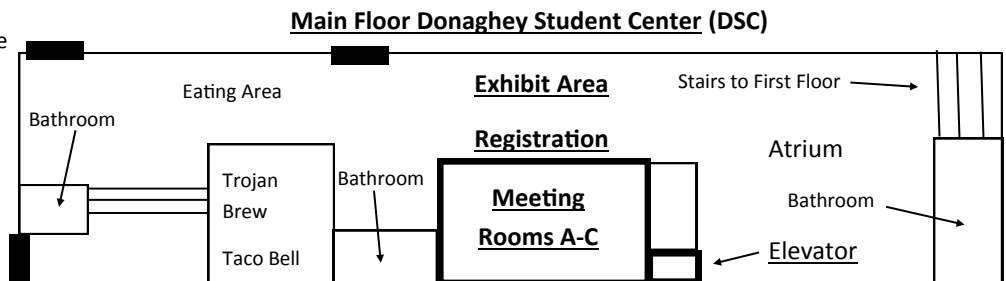 Main Floor Donaghey Student Center (DSC)
e
Exhibit Area
Stairs to First Floor
Eating Area
Bathroom
Registration
Atrium
Trojan
Brew
Taco Bell
Bathroom
Meeting
Rooms A-C
Bathroom
Elevator